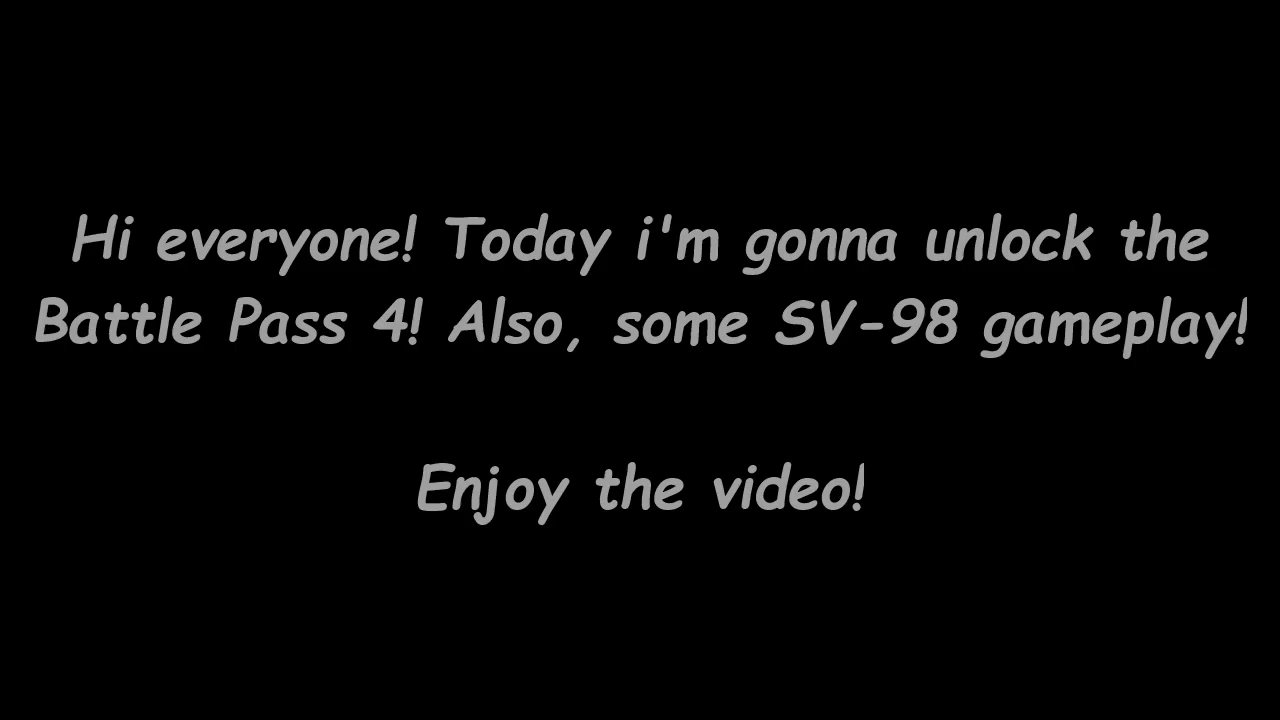 Hi everyone! Today i'm gonna unlock the
Battle Pass 4! Also, some SV-98 gameplay!
Enjoy the video!